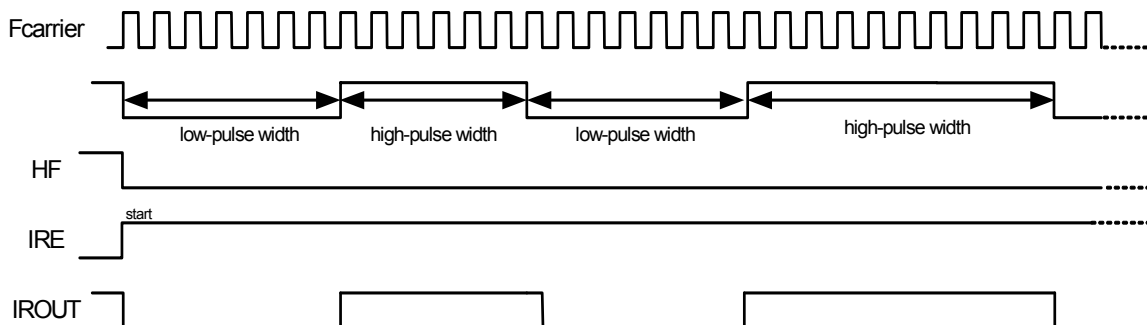 Fcarrier
low-pulse width
high-pulse width
low-pulse width
high-pulse width
HF
start
IRE
IROUT